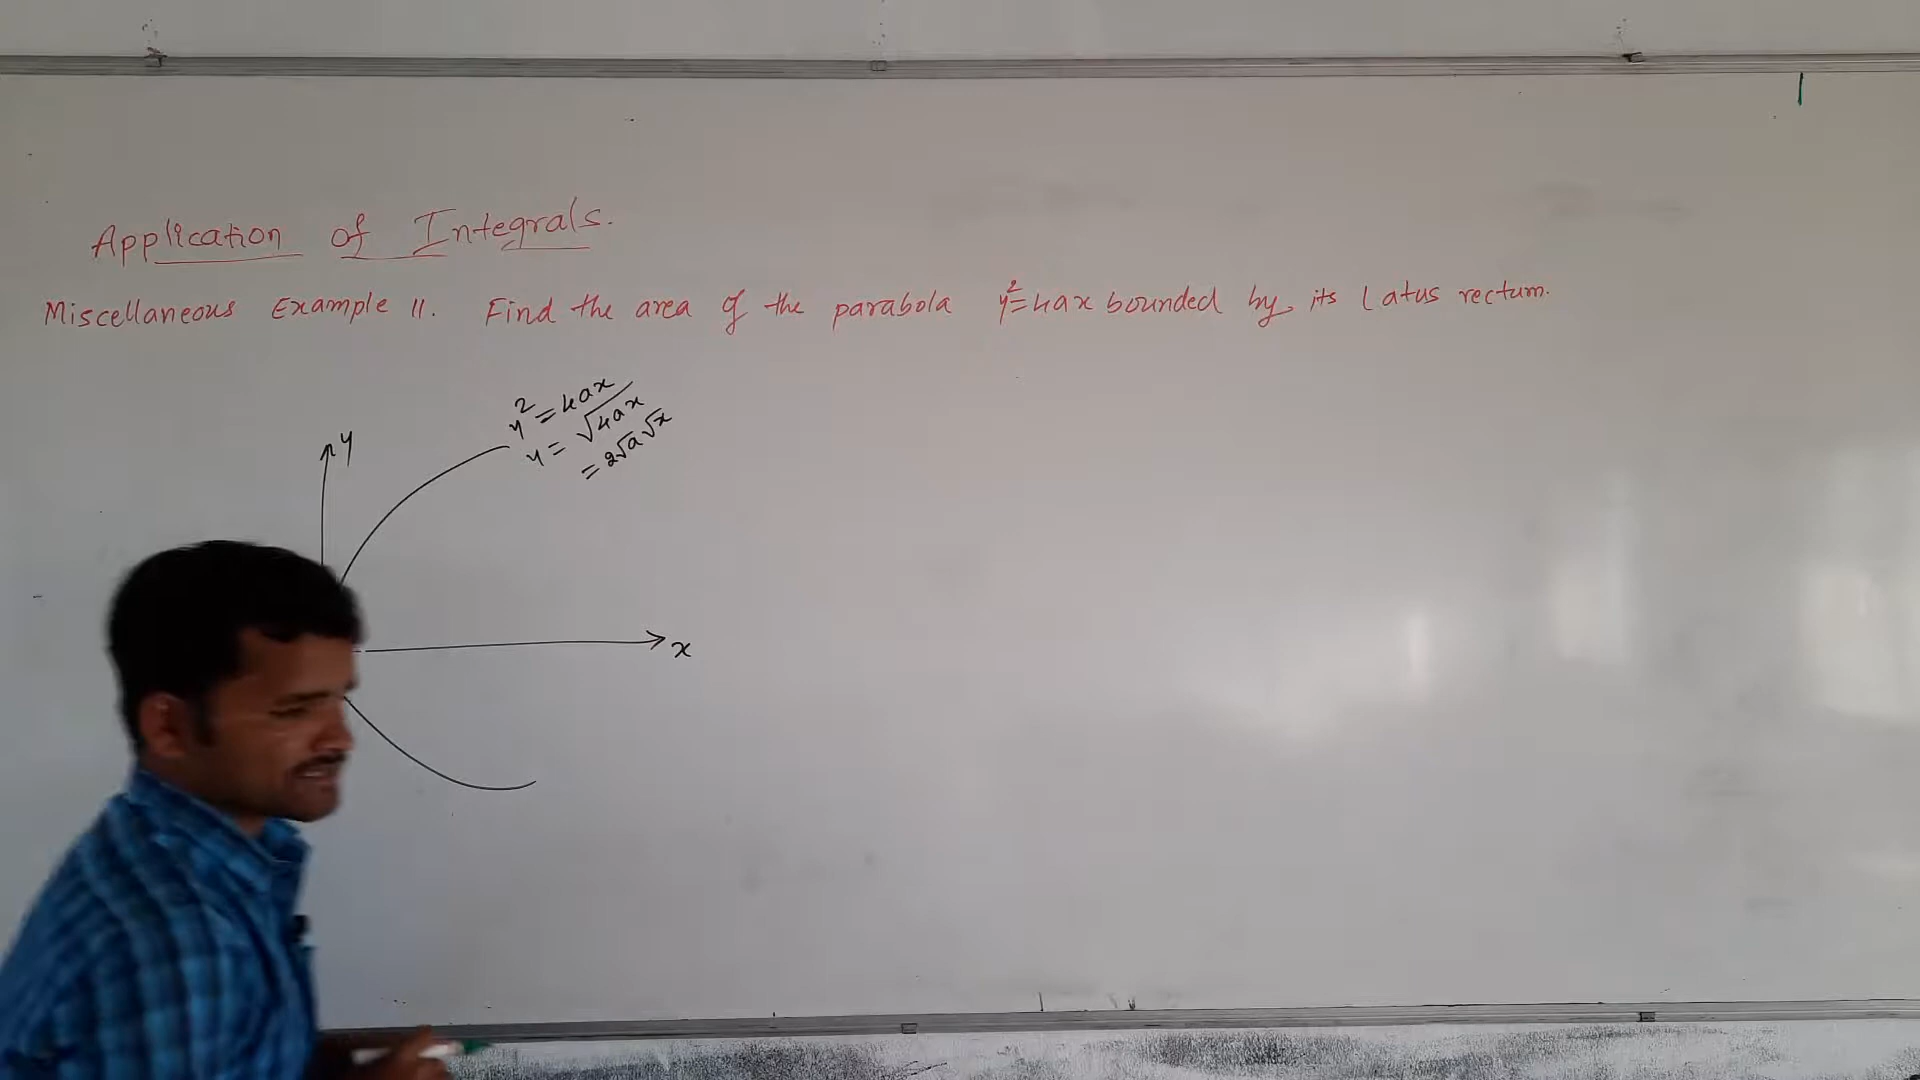 Application of Integrals.
Miscellaneous Example 11. Find the area of the parabola y²=4ax bounded by its Latus rectum.
y²=4ax
y=√4ax
=2√a√x
y
x